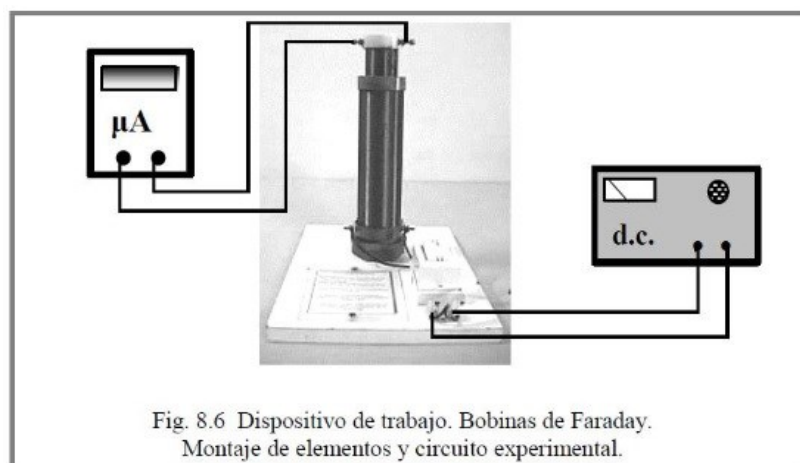 µA
d.c.
Fig. 8.6 Dispositivo de trabajo. Bobinas de Faraday.
Montaje de elementos y circuito experimental.